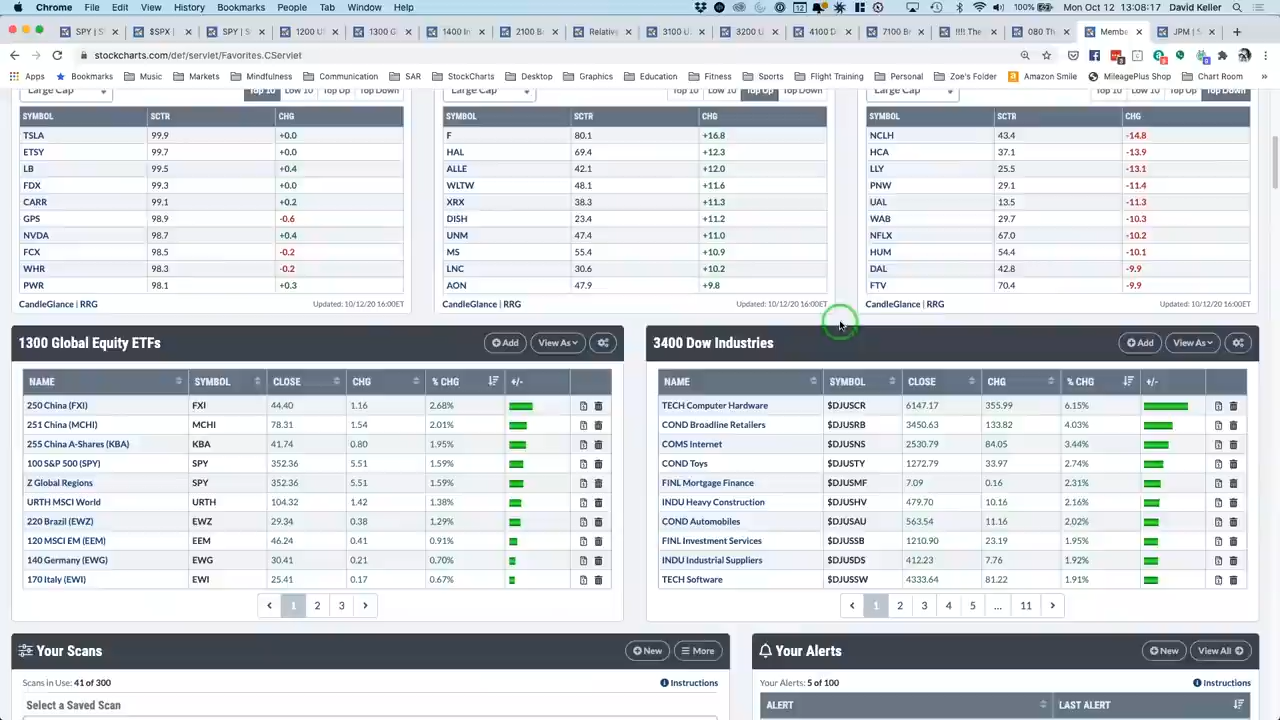 Chrome File Edit View History Bookmarks People Tab Window Help 12 100% Mon Oct 12 13:08:17 David Keller
SPY | S $SPX | SPY | S 1200 U 1300 G 1400 In 2100 B Relativ 3100 U 3200 U 4100 D 7100 Br !!!! The 080 Th Membe JPM | S
stockcharts.com/def/servlet/Favorites.CServlet
Apps Bookmarks Music Markets Mindfulness Communication SAR StockCharts Desktop Graphics Education Fitness Sports Flight Training Personal Zoe's Folder Amazon Smile MileagePlus Shop Chart Room »
Large Cap Top 10 Low 10 Top Up Top Down Large Cap Top 10 Low 10 Top Up Top Down Large Cap Top 10 Low 10 Top Up Top Down
SYMBOL SCTR CHG
TSLA 99.9 +0.0
ETSY 99.7 +0.0
LB 99.5 +0.4
FDX 99.3 +0.0
CARR 99.1 +0.2
GPS 98.9 -0.6
NVDA 98.7 +0.4
FCX 98.5 -0.2
WHR 98.3 -0.2
PWR 98.1 +0.3
CandleGlance | RRG Updated: 10/12/20 16:00ET
SYMBOL SCTR CHG
F 80.1 +16.8
HAL 69.4 +12.3
ALLE 42.1 +12.0
WLTW 48.1 +11.6
XRX 38.3 +11.3
DISH 23.4 +11.2
UNM 47.4 +11.0
MS 55.4 +10.9
LNC 30.6 +10.2
AON 47.9 +9.8
CandleGlance | RRG Updated: 10/12/20 16:00ET
SYMBOL SCTR CHG
NCLH 43.4 -14.8
HCA 37.1 -13.9
LLY 25.5 -13.1
PNW 29.1 -11.4
UAL 13.5 -11.3
WAB 29.7 -10.3
NFLX 67.0 -10.2
HUM 54.4 -10.1
DAL 42.8 -9.9
FTV 70.4 -9.9
CandleGlance | RRG Updated: 10/12/20 16:00ET
1300 Global Equity ETFs Add View As
NAME SYMBOL CLOSE CHG % CHG +/-
250 China (FXI) FXI 44.40 1.16 2.68%
251 China (MCHI) MCHI 78.31 1.54 2.01%
255 China A-Shares (KBA) KBA 41.74 0.80 1.95%
100 S&P 500 (SPY) SPY 352.36 5.51 1.59%
Z Global Regions SPY 352.36 5.51 1.59%
URTH MSCI World URTH 104.32 1.42 1.38%
220 Brazil (EWZ) EWZ 29.34 0.38 1.29%
120 MSCI EM (EEM) EEM 46.24 0.41 0.91%
140 Germany (EWG) EWG 30.41 0.21 0.70%
170 Italy (EWI) EWI 25.41 0.17 0.67%
1 2 3
3400 Dow Industries Add View As
NAME SYMBOL CLOSE CHG % CHG +/-
TECH Computer Hardware $DJUSCR 6147.17 355.99 6.15%
COND Broadline Retailers $DJUSRB 3450.63 133.82 4.03%
COMS Internet $DJUSNS 2530.79 84.05 3.44%
COND Toys $DJUSTY 1272.79 33.97 2.74%
FINL Mortgage Finance $DJUSMF 7.09 0.16 2.31%
INDU Heavy Construction $DJUSHV 479.70 10.16 2.16%
COND Automobiles $DJUSAU 563.54 11.16 2.02%
FINL Investment Services $DJUSSB 1210.90 23.19 1.95%
INDU Industrial Suppliers $DJUSDS 412.23 7.76 1.92%
TECH Software $DJUSSW 4333.64 81.22 1.91%
1 2 3 4 5 ... 11
Your Scans New More
Scans in Use: 41 of 300 Instructions
Select a Saved Scan
Your Alerts New View All
Your Alerts: 5 of 100 Instructions
ALERT LAST ALERT